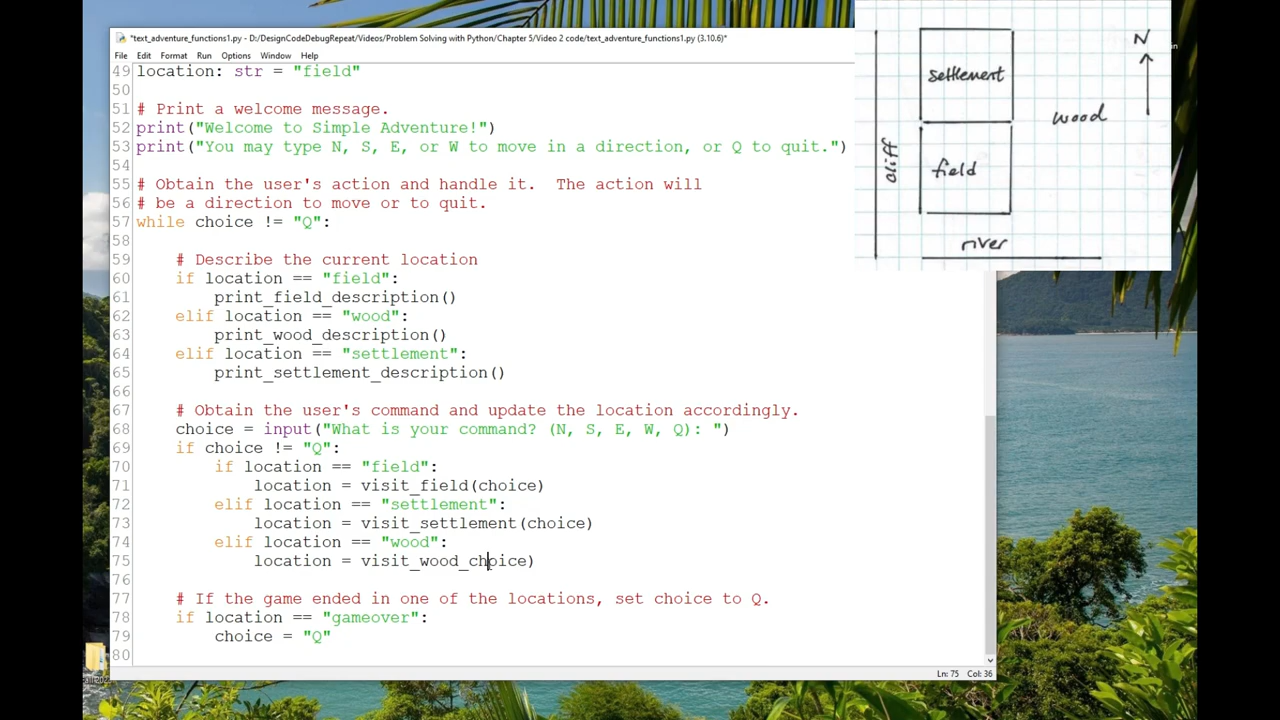 *text_adventure_functions1.py - D:/DesignCodeDebugRepeat/Videos/Problem Solving with Python/Chapter 5/Video 2 code/text_adventure_functions1.py (3.10.6)*
File Edit Format Run Options Window Help
49 location: str = "field"
50
51 # Print a welcome message.
52 print("Welcome to Simple Adventure!")
53 print("You may type N, S, E, or W to move in a direction, or Q to quit.")
54
55 # Obtain the user's action and handle it.  The action will
56 # be a direction to move or to quit.
57 while choice != "Q":
58
59     # Describe the current location
60     if location == "field":
61         print_field_description()
62     elif location == "wood":
63         print_wood_description()
64     elif location == "settlement":
65         print_settlement_description()
66
67     # Obtain the user's command and update the location accordingly.
68     choice = input("What is your command? (N, S, E, W, Q): ")
69     if choice != "Q":
70         if location == "field":
71             location = visit_field(choice)
72         elif location == "settlement":
73             location = visit_settlement(choice)
74         elif location == "wood":
75             location = visit_wood_choice)
76
77     # If the game ended in one of the locations, set choice to Q.
78     if location == "gameover":
79         choice = "Q"
80
Ln: 75 Col: 36
N
settlement
wood
cliff
field
river